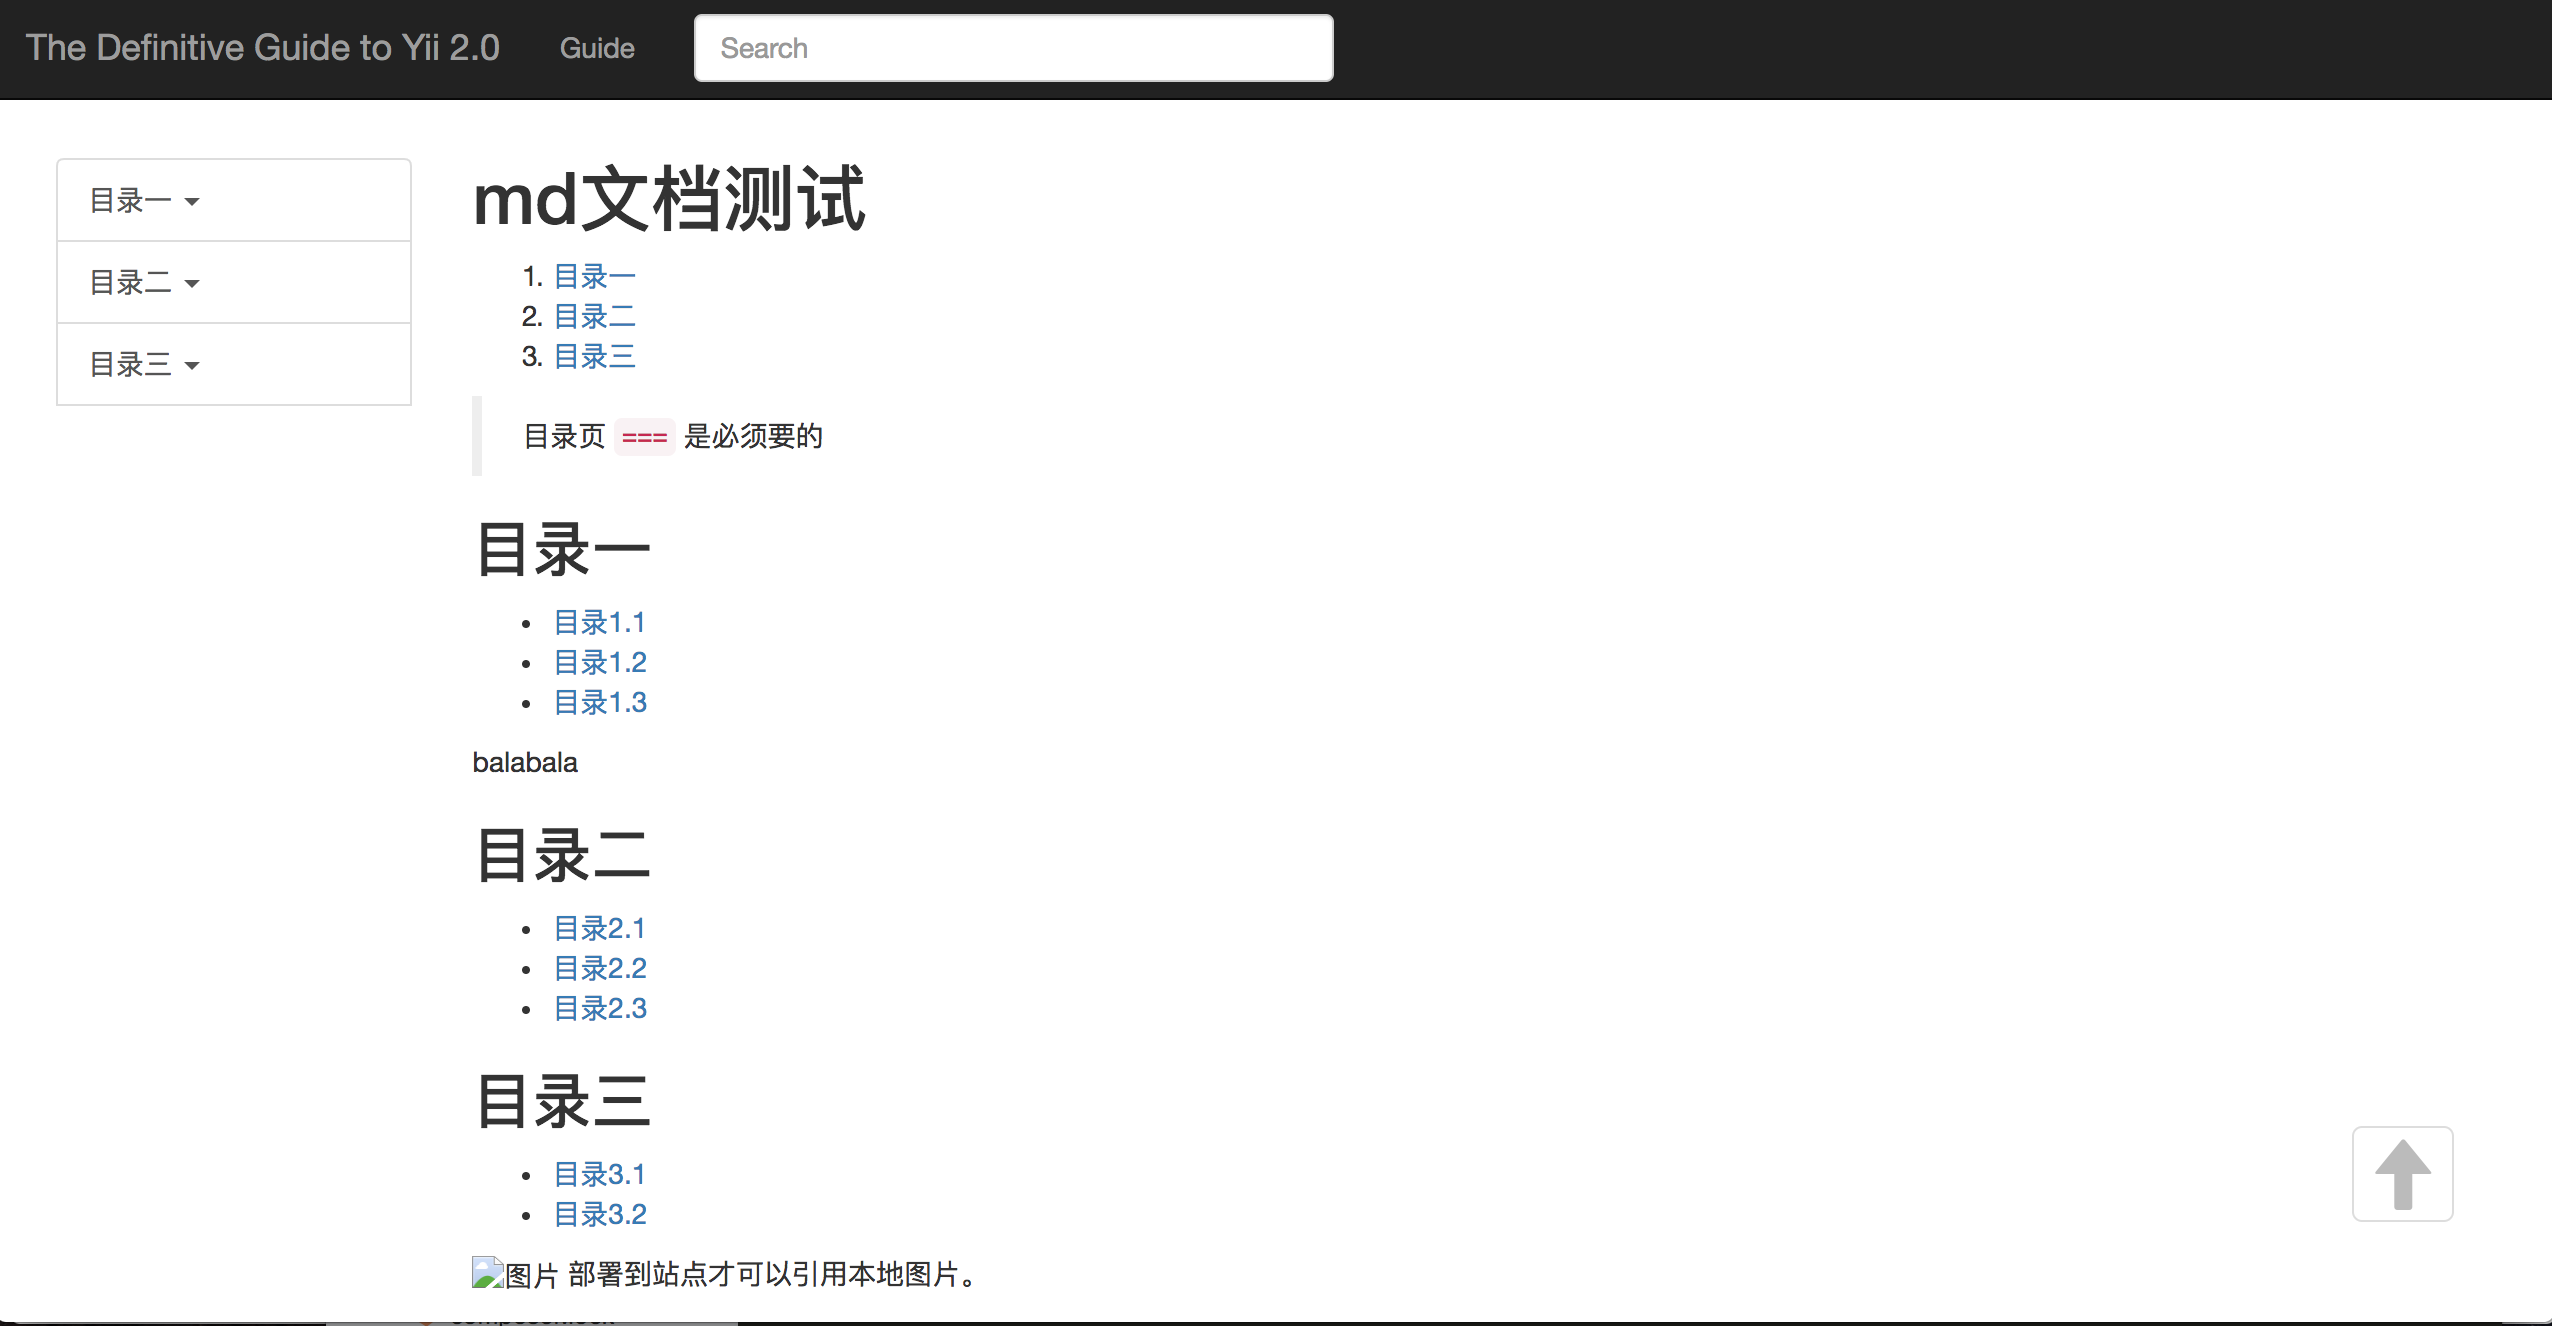 The Definitive Guide to Yii 2.0 Guide Search
目录一
目录二
目录三
md文档测试
1. 目录一
2. 目录二
3. 目录三
目录页 === 是必须要的
目录一
• 目录1.1
• 目录1.2
• 目录1.3
balabala
目录二
• 目录2.1
• 目录2.2
• 目录2.3
目录三
• 目录3.1
• 目录3.2
图片 部署到站点才可以引用本地图片。